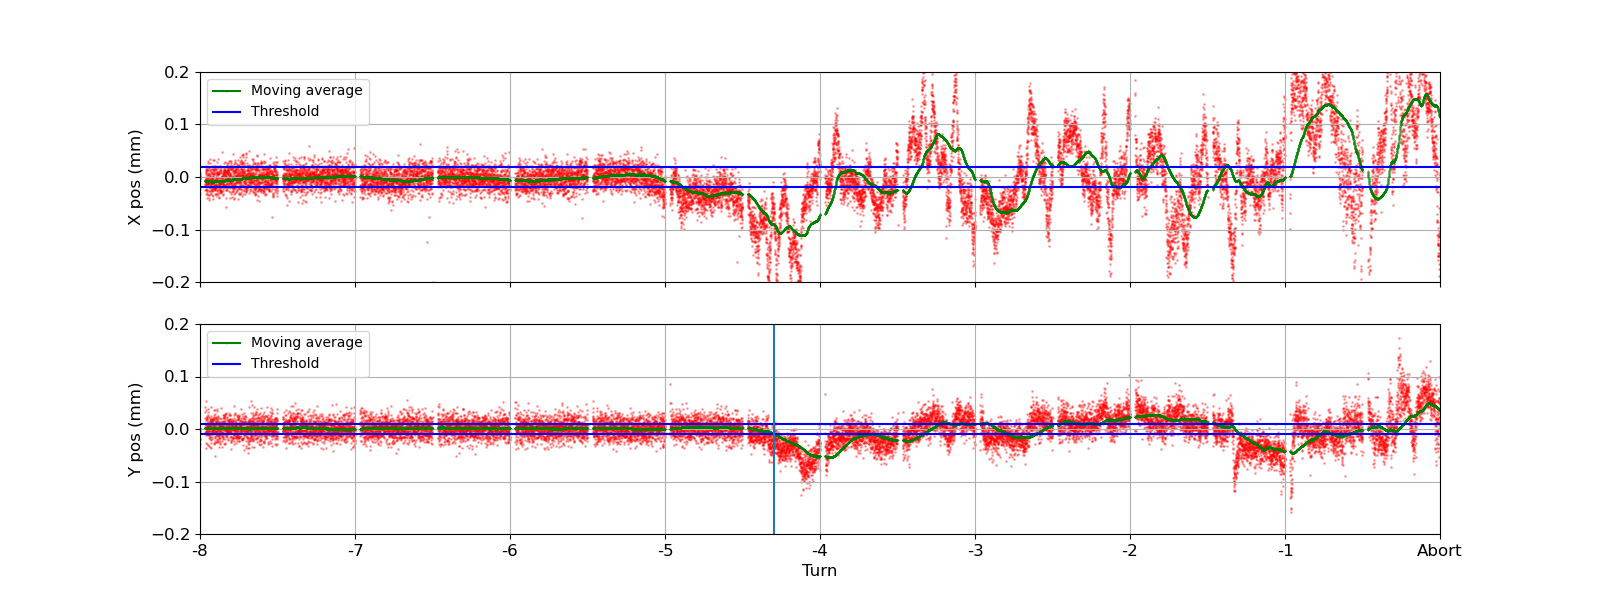 0.2
0.1
0.0
−0.1
−0.2
X pos (mm)
Moving average
Threshold
0.2
0.1
0.0
−0.1
−0.2
Y pos (mm)
Moving average
Threshold
-8 -7 -6 -5 -4 -3 -2 -1 Abort
Turn